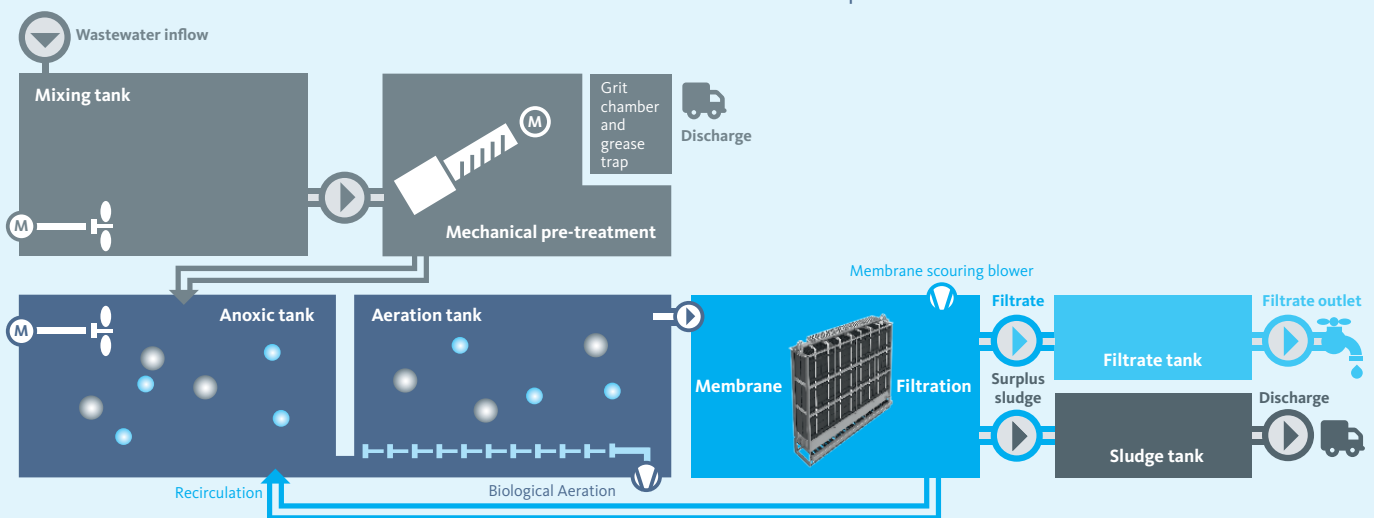 Wastewater inflow
Mixing tank
M
M
Grit
chamber
and
grease
trap
Discharge
Mechanical pre-treatment
M
Anoxic tank
Aeration tank
Biological Aeration
Recirculation
Membrane scouring blower
Membrane
Filtration
Filtrate
Surplus
sludge
Filtrate tank
Filtrate outlet
Sludge tank
Discharge